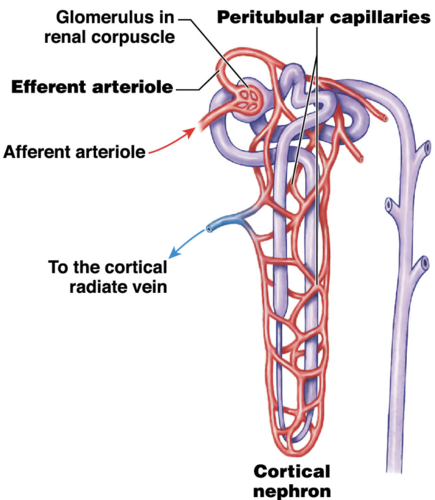 Glomerulus in
renal corpuscle
Peritubular capillaries
Efferent arteriole
Afferent arteriole
To the cortical
radiate vein
Cortical
nephron